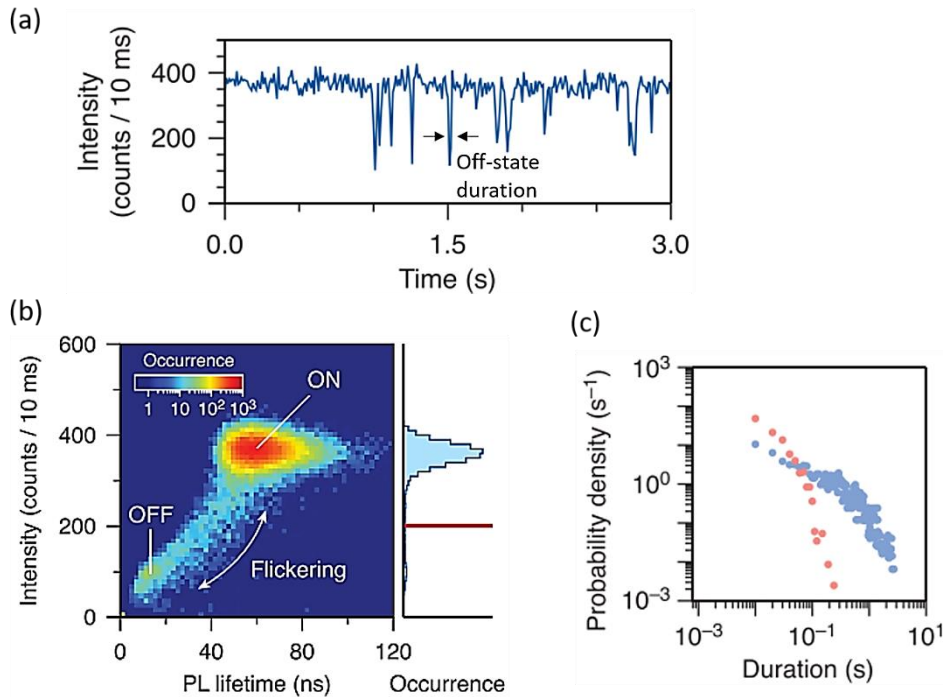 (a)
Intensity
(counts / 10 ms)
400
200
0
Off-state
duration
0.0
1.5
3.0
Time (s)
(b)
Intensity (counts / 10 ms)
600
400
200
0
Occurrence
1 10 10² 10³
ON
OFF
Flickering
0 40 80 120
PL lifetime (ns)
Occurrence
(c)
Probability density (s⁻¹)
10³
10⁰
10⁻³
10⁻³ 10⁻¹ 10¹
Duration (s)